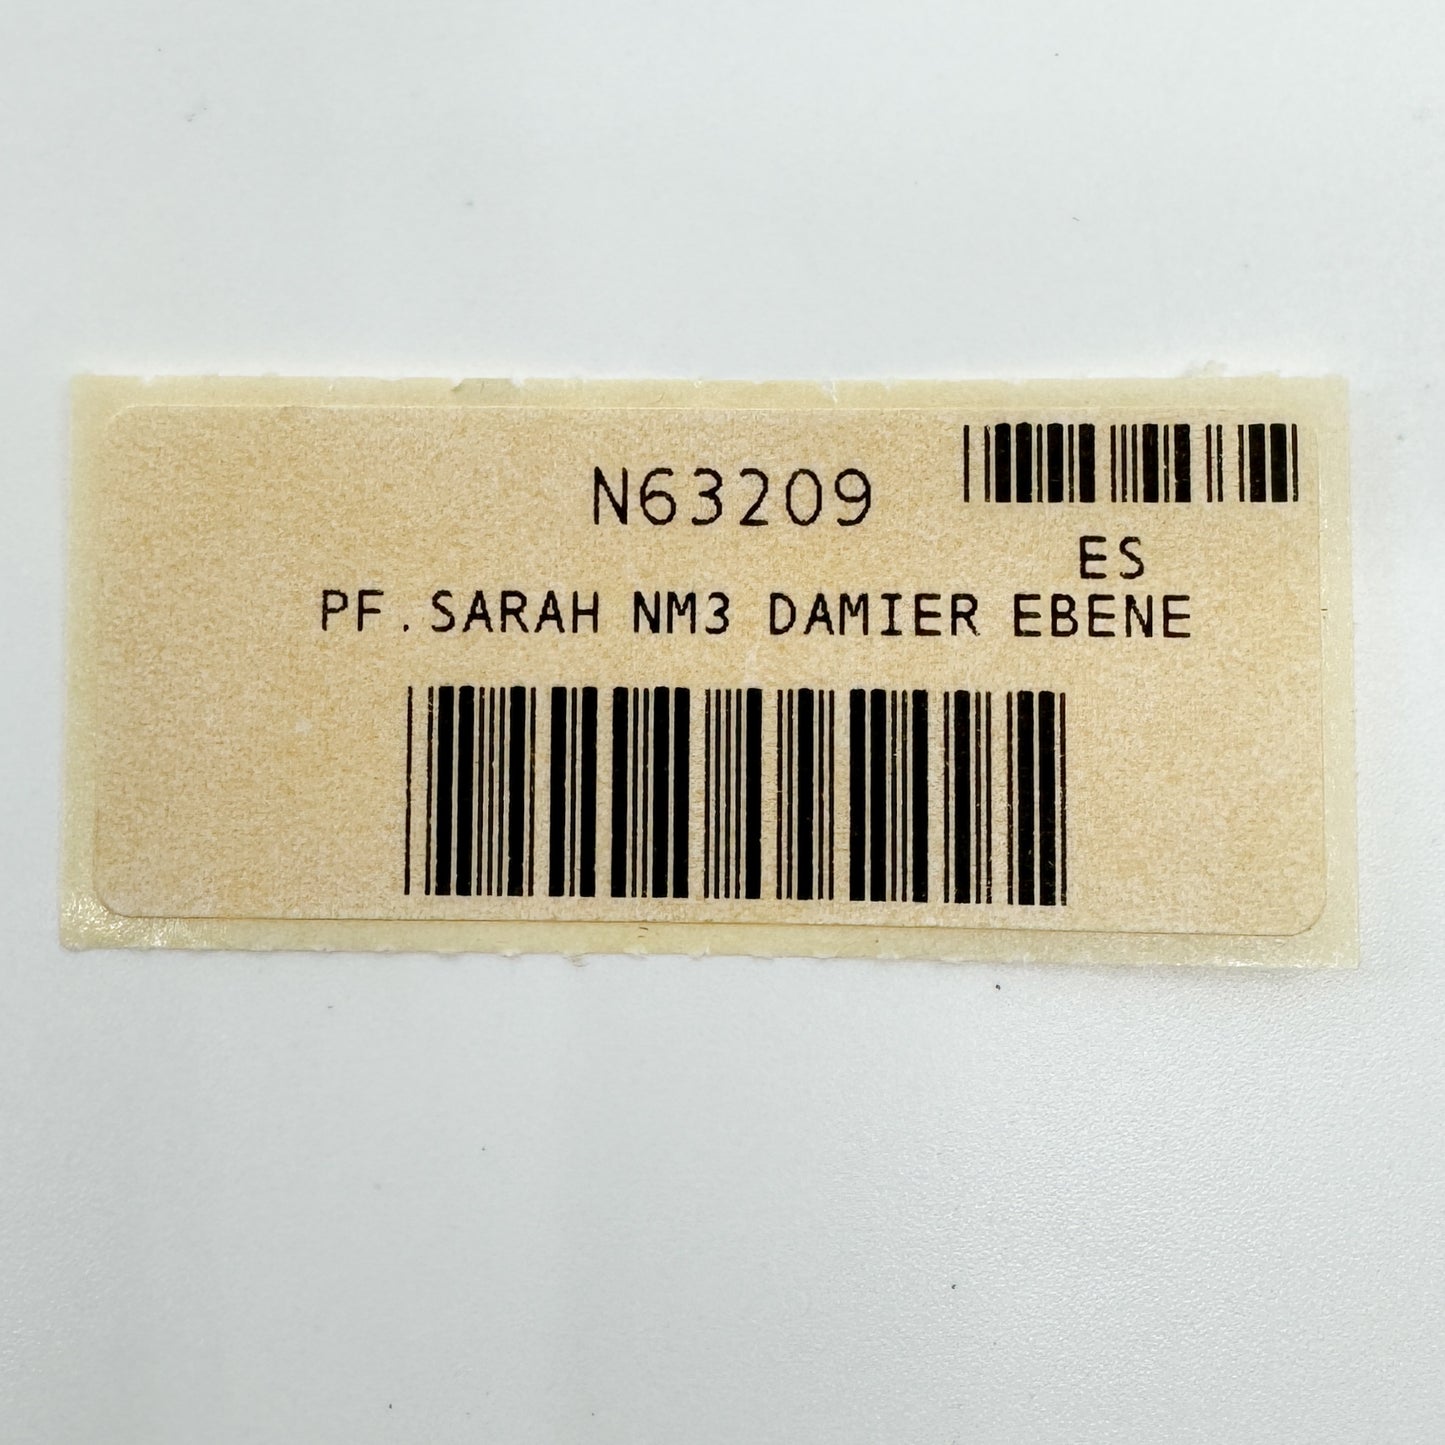 N63209
ES
PF.SARAH NM3 DAMIER EBENE